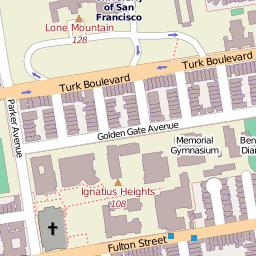 of San
Francisco
Lone Mountain
128
Turk Boulevard
Turk Boulevard
Golden Gate Avenue
Parker Avenue
Memorial
Gymnasium
Ignatius Heights
108
Fulton Street